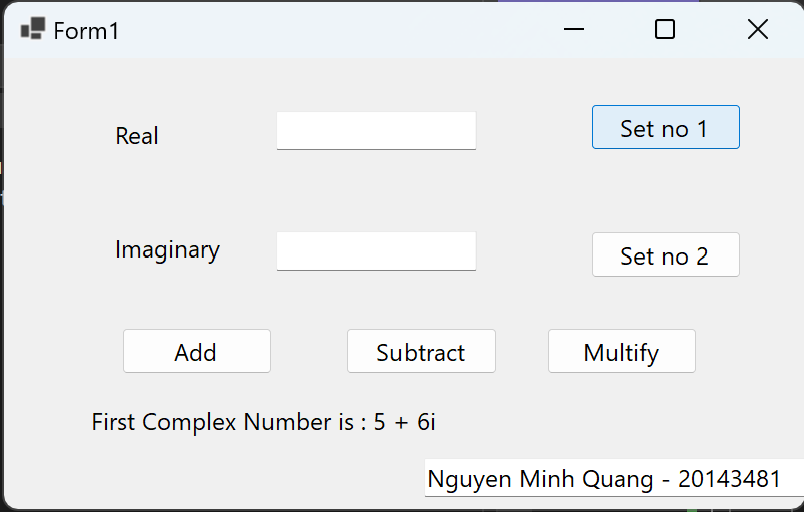 Form1
Real
Set no 1
Imaginary
Set no 2
Add Subtract Multify
First Complex Number is : 5 + 6i
Nguyen Minh Quang - 20143481